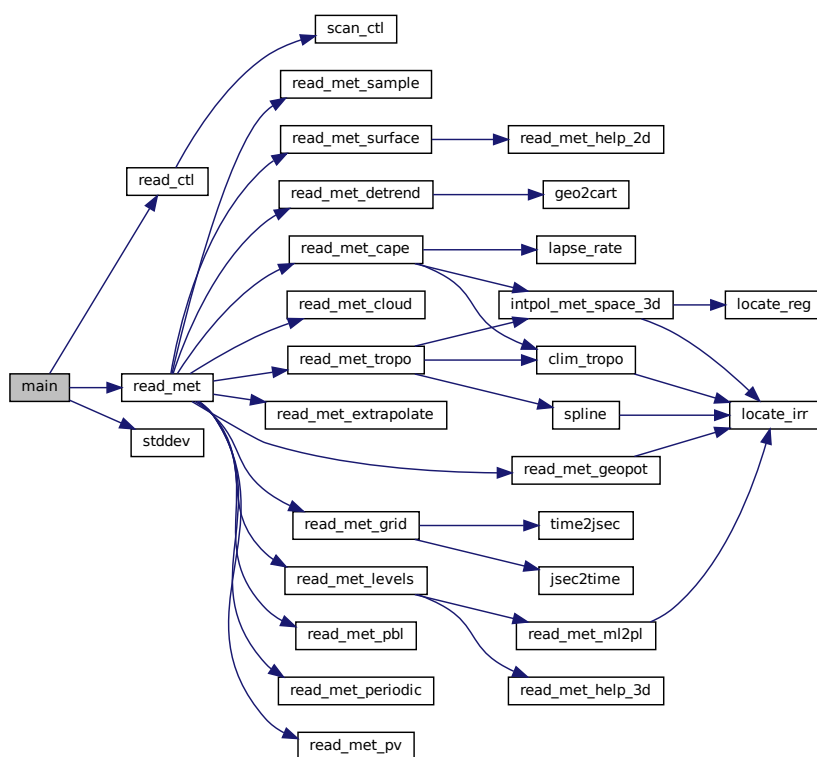 scan_ctl
read_met_sample
read_met_surface
read_met_help_2d
read_ctl
read_met_detrend
geo2cart
read_met_cape
lapse_rate
read_met_cloud
intpol_met_space_3d
locate_reg
read_met_tropo
clim_tropo
main
read_met
read_met_extrapolate
spline
locate_irr
stddev
read_met_geopot
read_met_grid
time2jsec
read_met_levels
jsec2time
read_met_pbl
read_met_ml2pl
read_met_periodic
read_met_help_3d
read_met_pv